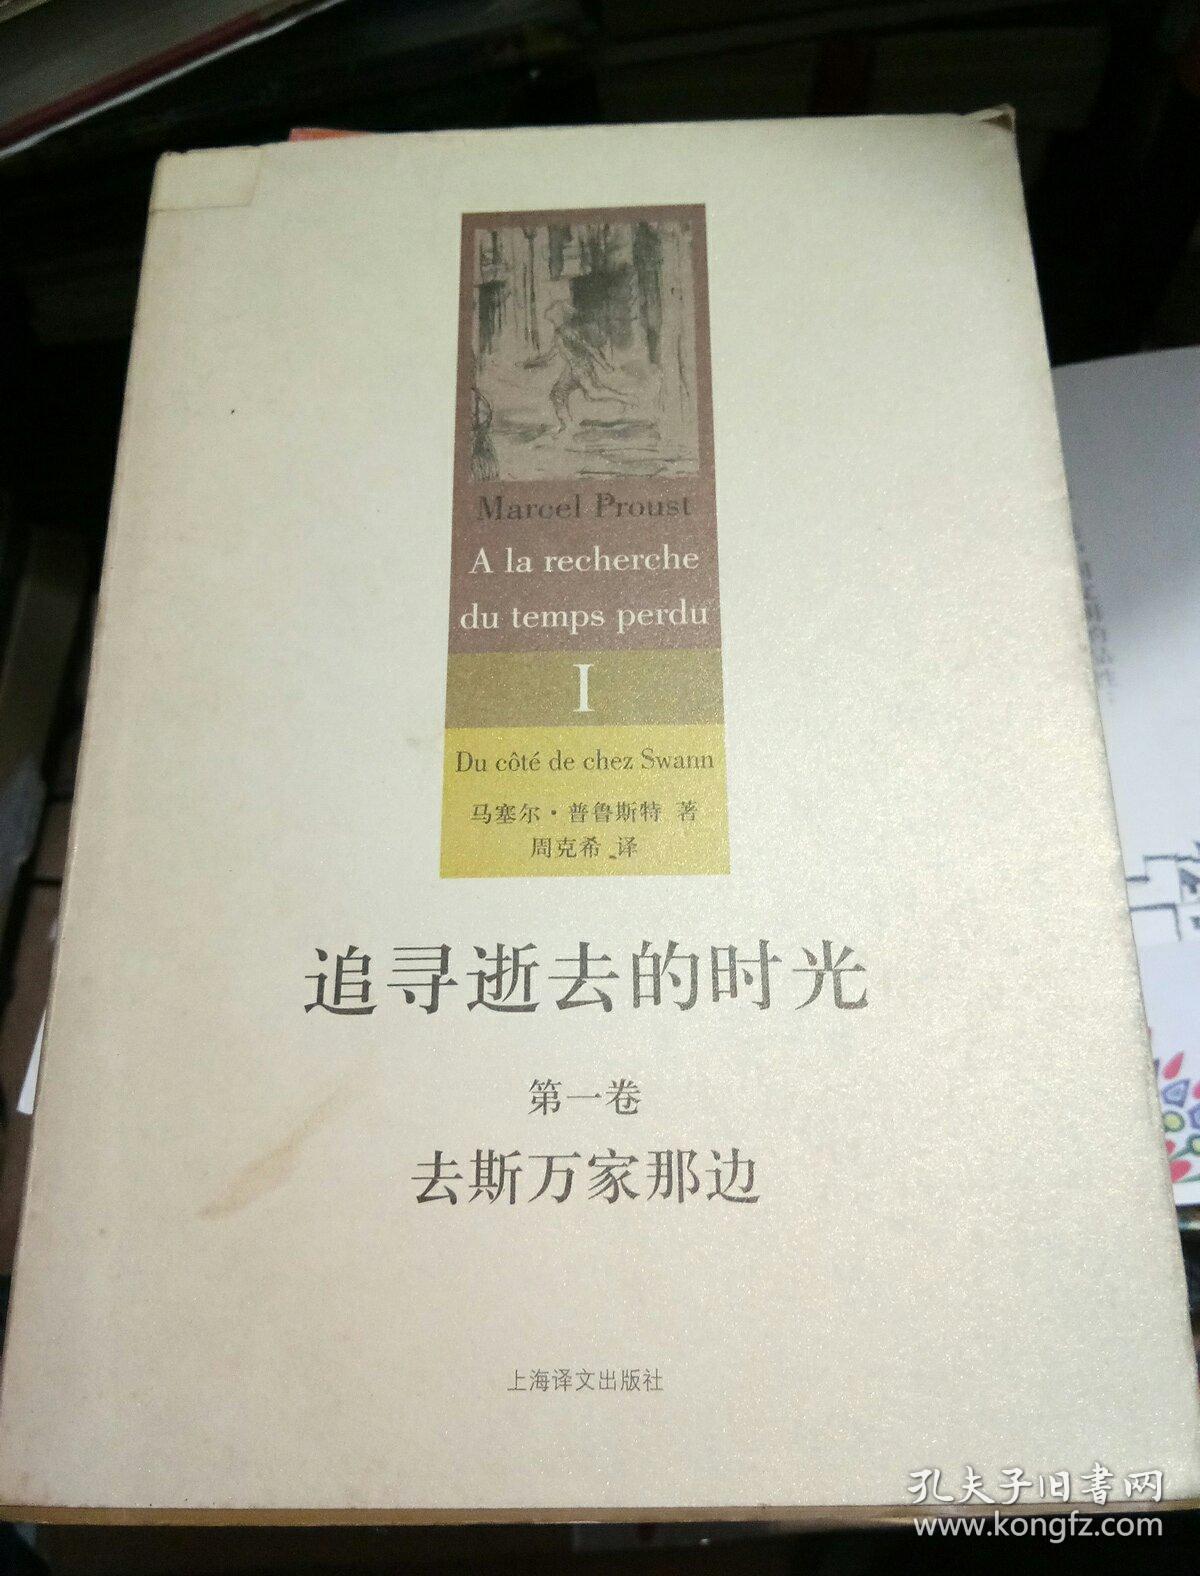 Marcel Proust
A la recherche
du temps perdu
I
Du côté de chez Swann
马塞尔·普鲁斯特 著
周克希 译
追寻逝去的时光
第一卷
去斯万家那边
上海译文出版社
孔夫子旧书网
www.kongfz.com